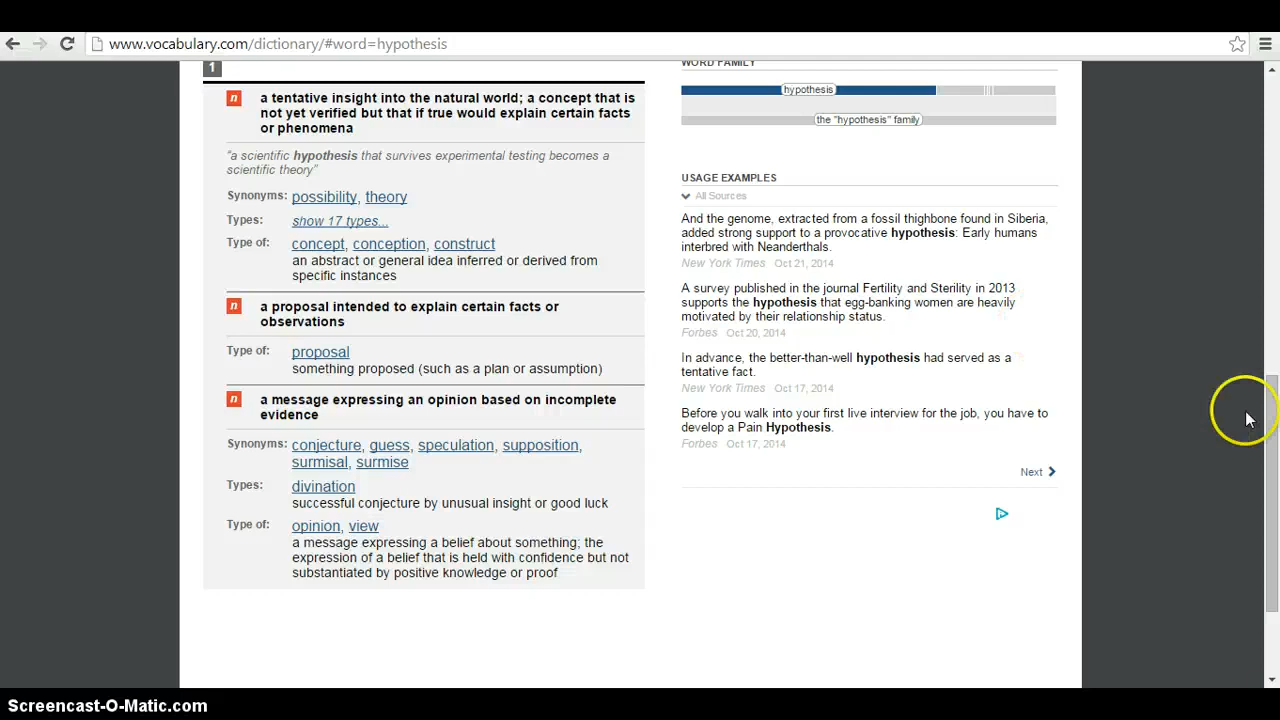 www.vocabulary.com/dictionary/#word=hypothesis
1
n a tentative insight into the natural world; a concept that is
not yet verified but that if true would explain certain facts
or phenomena
"a scientific hypothesis that survives experimental testing becomes a
scientific theory"
Synonyms: possibility, theory
Types: show 17 types...
Type of: concept, conception, construct
an abstract or general idea inferred or derived from
specific instances
n a proposal intended to explain certain facts or
observations
Type of: proposal
something proposed (such as a plan or assumption)
n a message expressing an opinion based on incomplete
evidence
Synonyms: conjecture, guess, speculation, supposition,
surmisal, surmise
Types: divination
successful conjecture by unusual insight or good luck
Type of: opinion, view
a message expressing a belief about something; the
expression of a belief that is held with confidence but not
substantiated by positive knowledge or proof
WORD FAMILY
hypothesis
the "hypothesis" family
USAGE EXAMPLES
All Sources
And the genome, extracted from a fossil thighbone found in Siberia,
added strong support to a provocative hypothesis: Early humans
interbred with Neanderthals.
New York Times Oct 21, 2014
A survey published in the journal Fertility and Sterility in 2013
supports the hypothesis that egg-banking women are heavily
motivated by their relationship status.
Forbes Oct 20, 2014
In advance, the better-than-well hypothesis had served as a
tentative fact.
New York Times Oct 17, 2014
Before you walk into your first live interview for the job, you have to
develop a Pain Hypothesis.
Forbes Oct 17, 2014
Next
Screencast-O-Matic.com